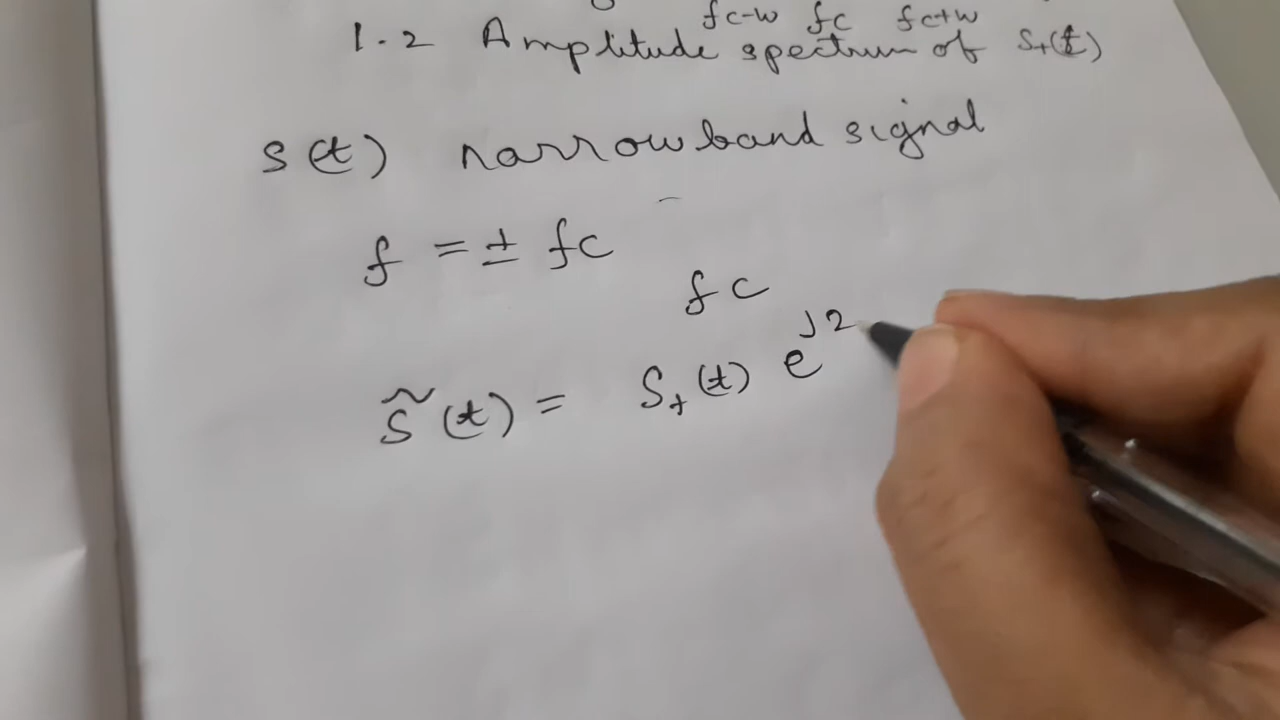 fc-w fc fc+w
1.2 Amplitude spectrum of S+(t)
s(t) narrowband signal
f = ± fc
fc
s̃(t) = S+(t) e^j2